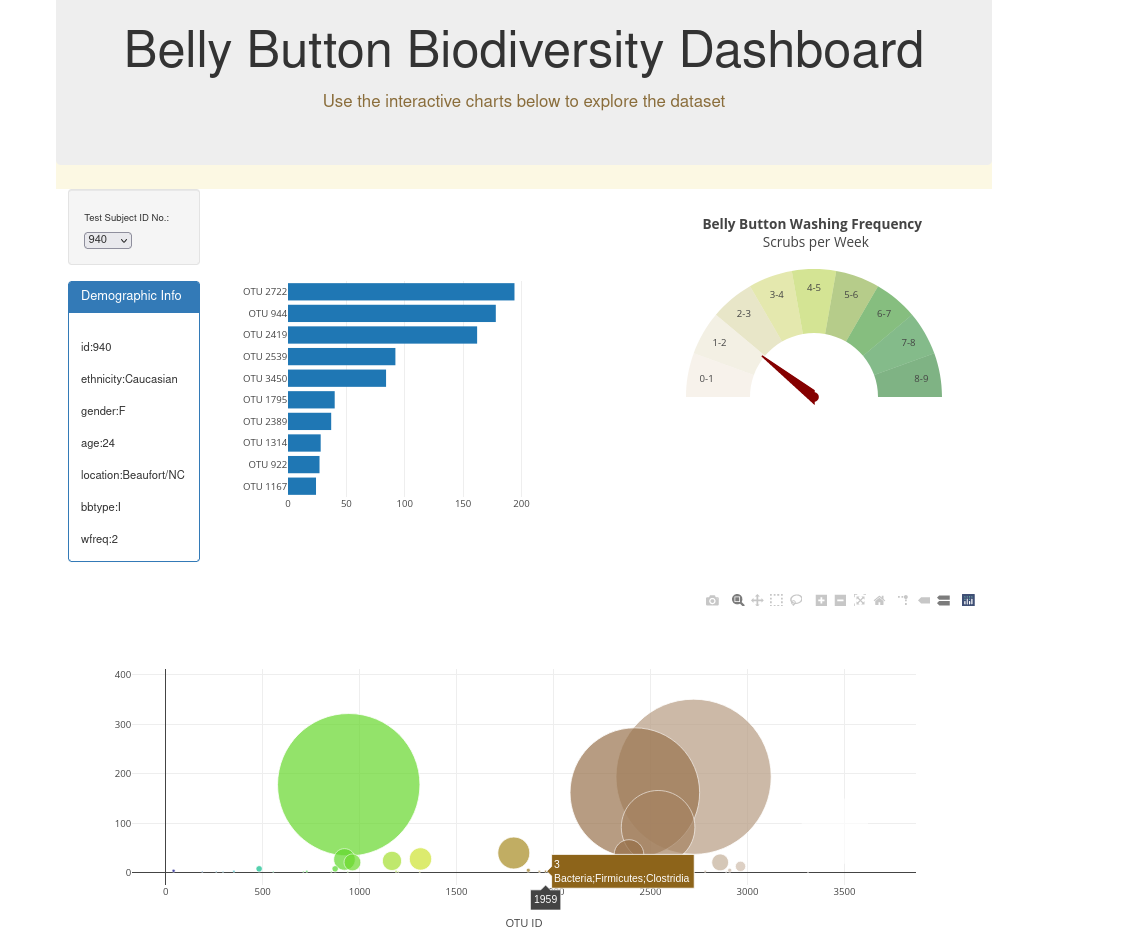 Belly Button Biodiversity Dashboard
Use the interactive charts below to explore the dataset
Test Subject ID No.:
940
Demographic Info
id:940
ethnicity:Caucasian
gender:F
age:24
location:Beaufort/NC
bbtype:I
wfreq:2
OTU 2722
OTU 944
OTU 2419
OTU 2539
OTU 3450
OTU 1795
OTU 2389
OTU 1314
OTU 922
OTU 1167
0 50 100 150 200
Belly Button Washing Frequency
Scrubs per Week
0-1
1-2
2-3
3-4
4-5
5-6
6-7
7-8
8-9
400
300
200
100
0
3
Bacteria;Firmicutes;Clostridia
0 500 1000 1500 2500 3000 3500
1959
OTU ID